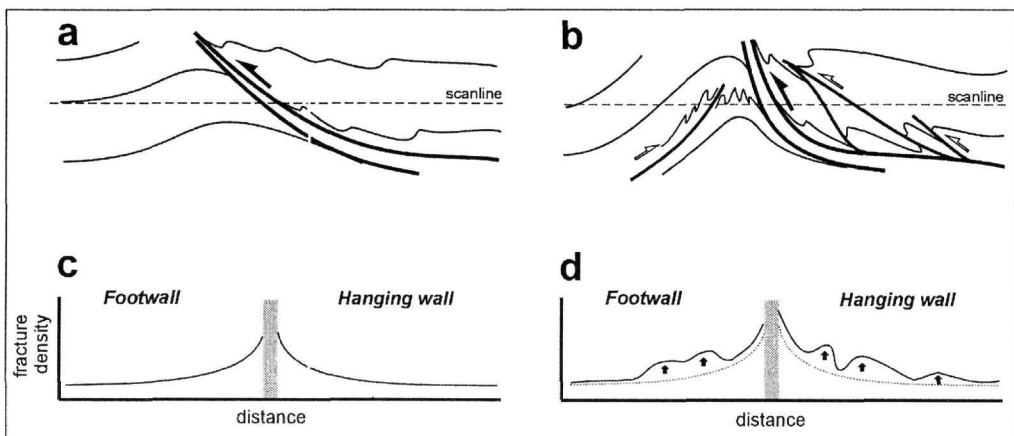 a
scanline
b
scanline
c
Footwall
Hanging wall
fracture
density
distance
d
Footwall
Hanging wall
distance